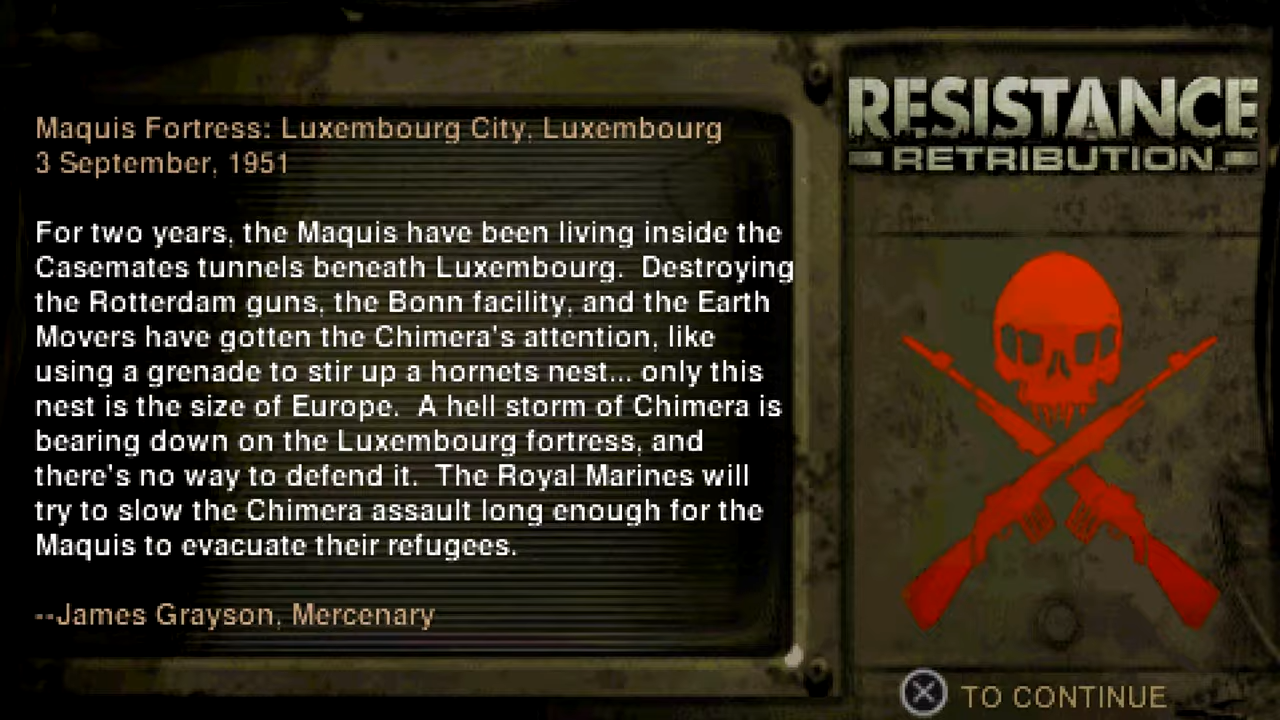 Maquis Fortress: Luxembourg City, Luxembourg
3 September, 1951
For two years, the Maquis have been living inside the
Casemates tunnels beneath Luxembourg.  Destroying
the Rotterdam guns, the Bonn facility, and the Earth
Movers have gotten the Chimera's attention, like
using a grenade to stir up a hornets nest... only this
nest is the size of Europe.  A hell storm of Chimera is
bearing down on the Luxembourg fortress, and
there's no way to defend it.  The Royal Marines will
try to slow the Chimera assault long enough for the
Maquis to evacuate their refugees.
--James Grayson, Mercenary
RESISTANCE
RETRIBUTION
TO CONTINUE